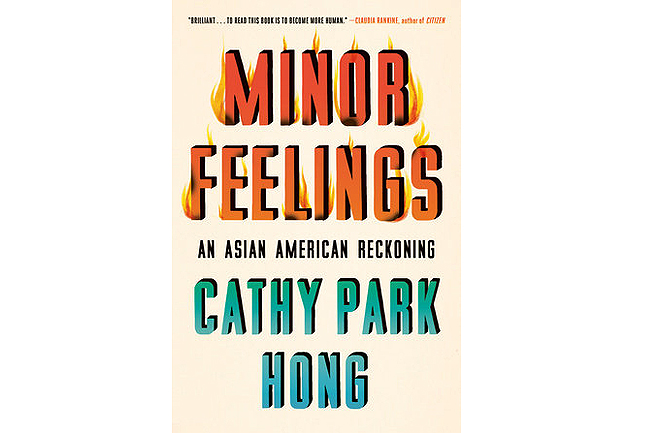 "BRILLIANT . . . TO READ THIS BOOK IS TO BECOME MORE HUMAN." —CLAUDIA RANKINE, author of CITIZEN
MINOR
FEELINGS
AN ASIAN AMERICAN RECKONING
CATHY PARK
HONG